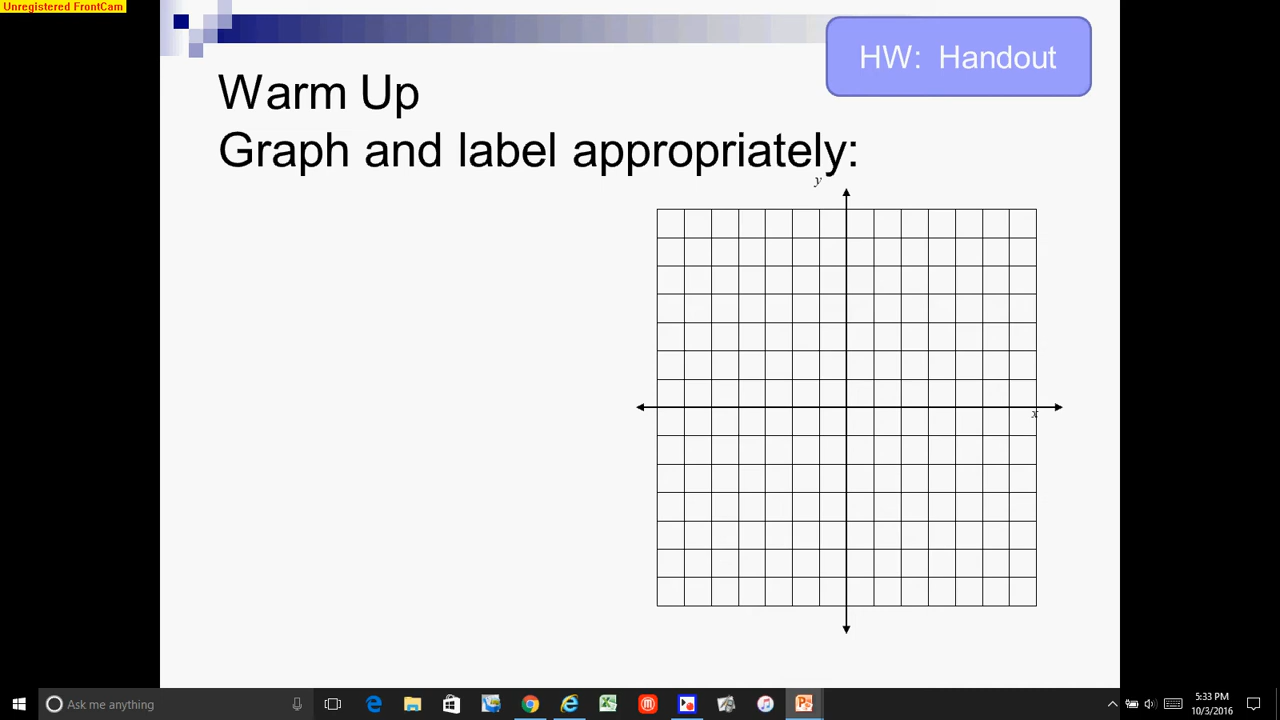 Unregistered FrontCam
HW: Handout
Warm Up
Graph and label appropriately:
y
x
Ask me anything
5:33 PM
10/3/2016